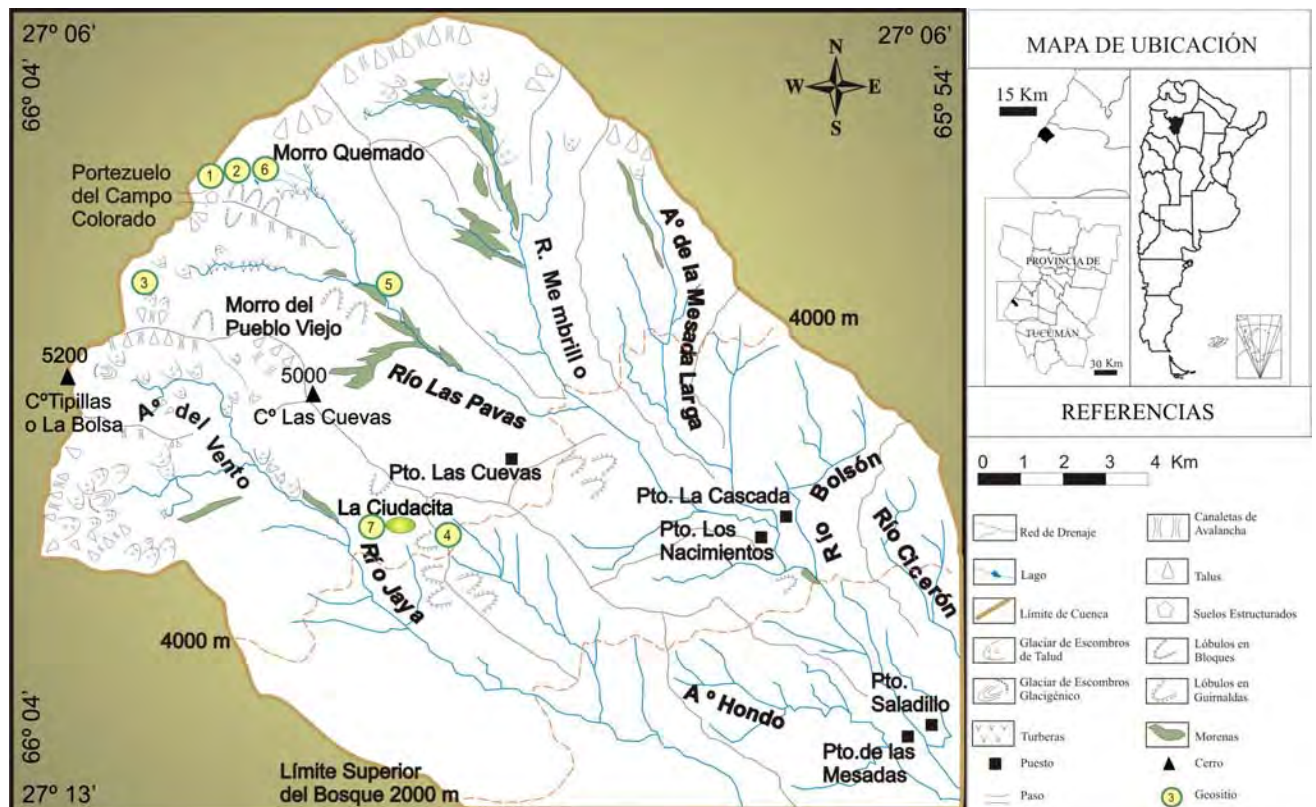 27º 06'
66º 04'
27º 06'
65º 54'
N
W E
S
1
2
6
Morro Quemado
Portezuelo
del Campo
Colorado
3
5
Morro del
Pueblo Viejo
R. Membrillo
Aº de la Mesada Larga
4000 m
5200
CºTipillas
o La Bolsa
5000
Cº Las Cuevas
Río Las Pavas
Aº del Vento
Pto. Las Cuevas
La Ciudacita
7
4
Río Jaya
Pto. La Cascada
Pto. Los
Nacimientos
Río Bolsón
Río Cicerón
4000 m
Aº Hondo
Pto.
Saladillo
Pto.de las
Mesadas
66º 04'
27º 13'
Límite Superior
del Bosque 2000 m
MAPA DE UBICACIÓN
15 Km
PROVINCIA DE
TUCUMÁN
30 Km
REFERENCIAS
0 1 2 3 4 Km
Red de Drenaje
Canaletas de
Avalancha
Lago
Talus
Límite de Cuenca
Suelos Estructurados
Glaciar de Escombros
de Talud
Lóbulos en
Bloques
Glaciar de Escombros
Glacigénico
Lóbulos en
Guirnaldas
Turberas
Morenas
Puesto
Cerro
Paso
3
Geositio